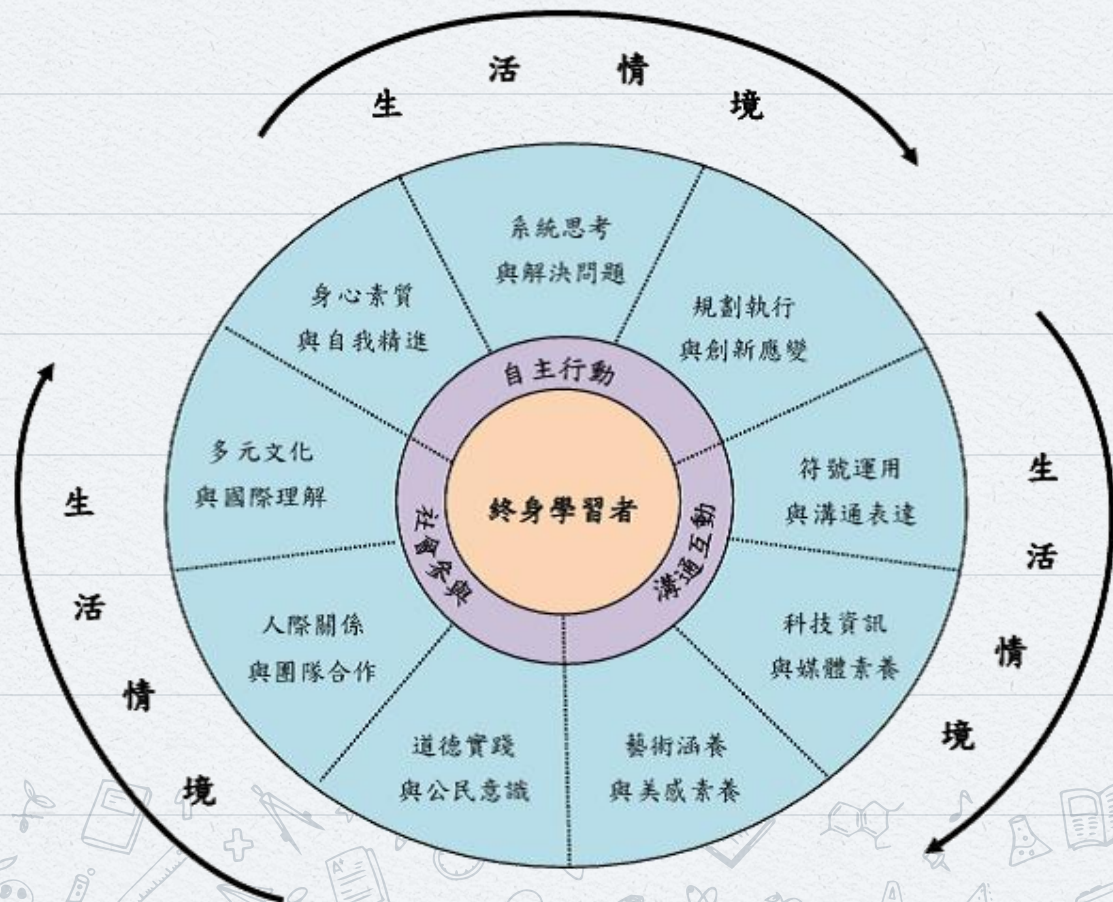 生活情境
系統思考
與解決問題
身心素質
與自我精進
規劃執行
與創新應變
自主行動
多元文化
與國際理解
符號運用
與溝通表達
終身學習者
社會參與
溝通互動
生活情境
生活情境
人際關係
與團隊合作
科技資訊
與媒體素養
道德實踐
與公民意識
藝術涵養
與美感素養
A+